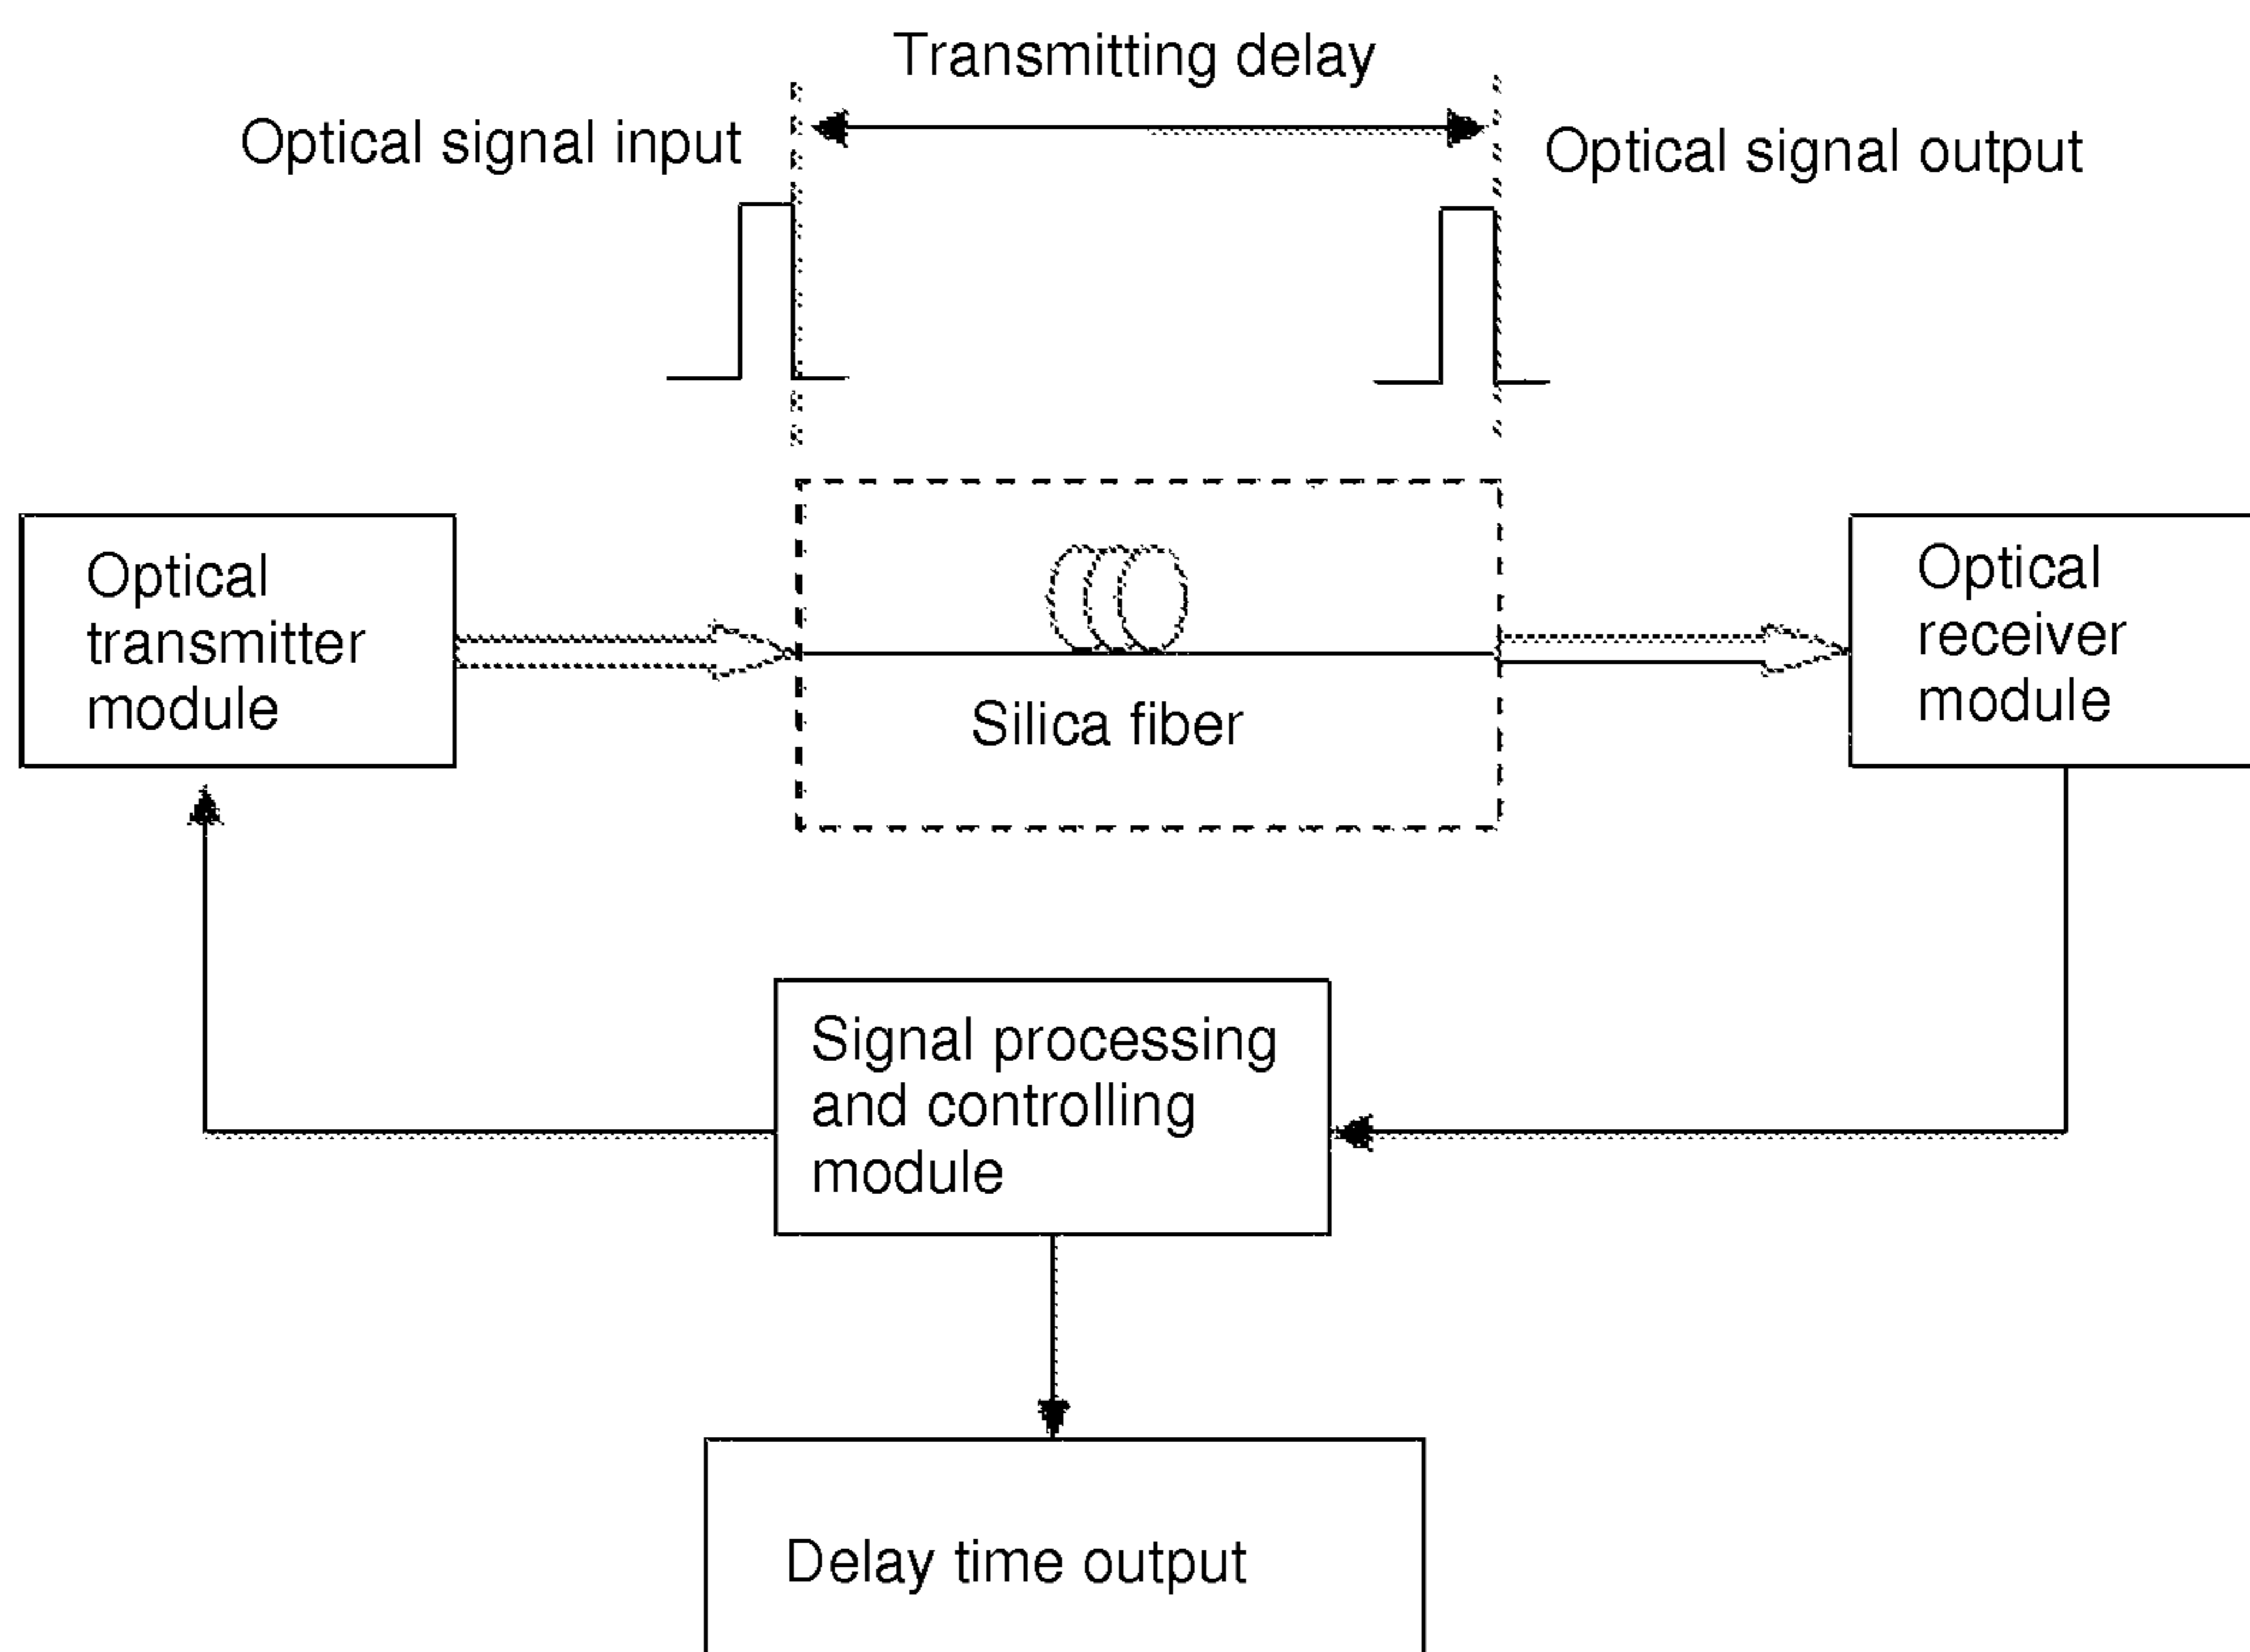 Transmitting delay
Optical signal input
Optical signal output
Optical
transmitter
module
Silica fiber
Optical
receiver
module
Signal processing
and controlling
module
Delay time output